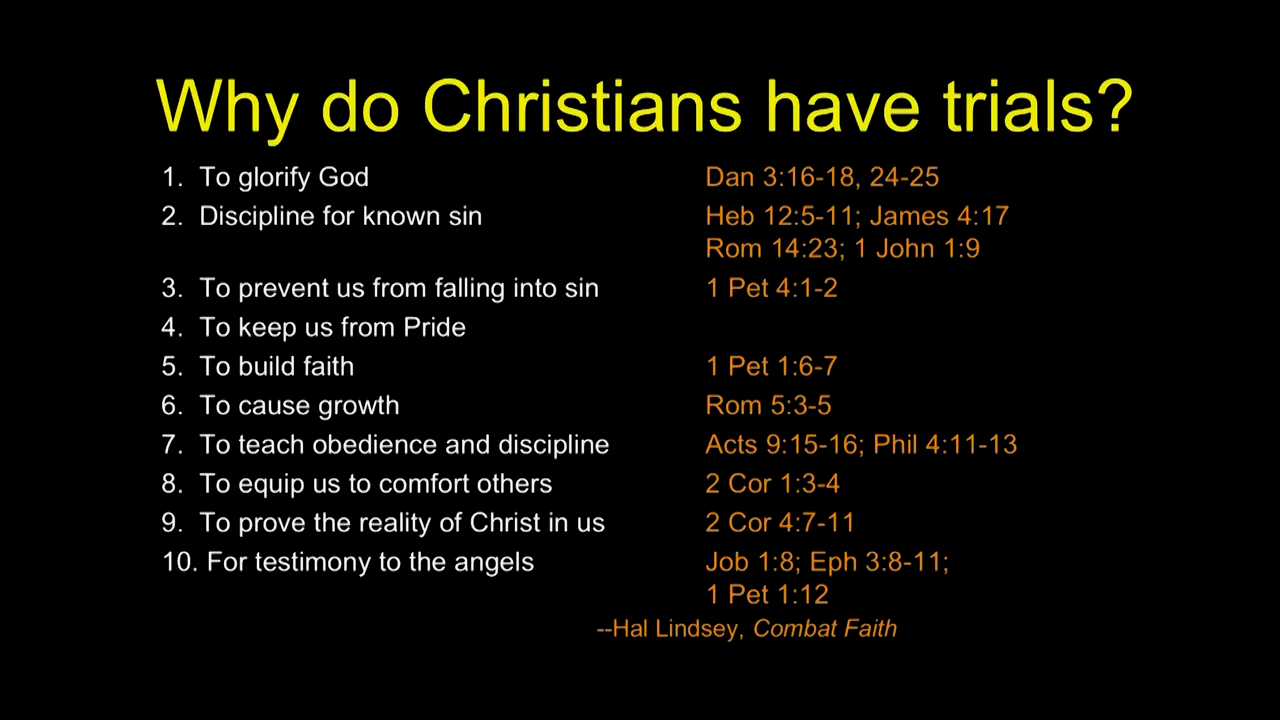 Why do Christians have trials?
1. To glorify God Dan 3:16-18, 24-25
2. Discipline for known sin Heb 12:5-11; James 4:17
Rom 14:23; 1 John 1:9
3. To prevent us from falling into sin 1 Pet 4:1-2
4. To keep us from Pride
5. To build faith 1 Pet 1:6-7
6. To cause growth Rom 5:3-5
7. To teach obedience and discipline Acts 9:15-16; Phil 4:11-13
8. To equip us to comfort others 2 Cor 1:3-4
9. To prove the reality of Christ in us 2 Cor 4:7-11
10. For testimony to the angels Job 1:8; Eph 3:8-11;
1 Pet 1:12
--Hal Lindsey, Combat Faith